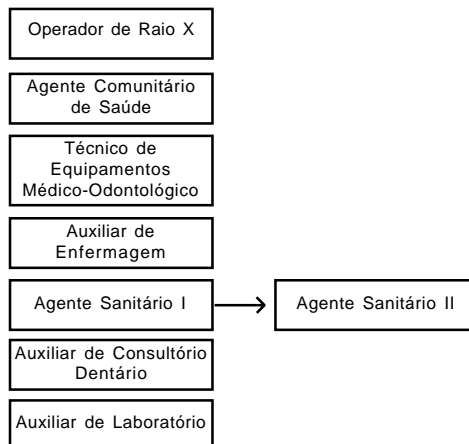 Operador de Raio X
Agente Comunitário
de Saúde
Técnico de
Equipamentos
Médico-Odontológico
Auxiliar de
Enfermagem
Agente Sanitário I
Agente Sanitário II
Auxiliar de Consultório
Dentário
Auxiliar de Laboratório